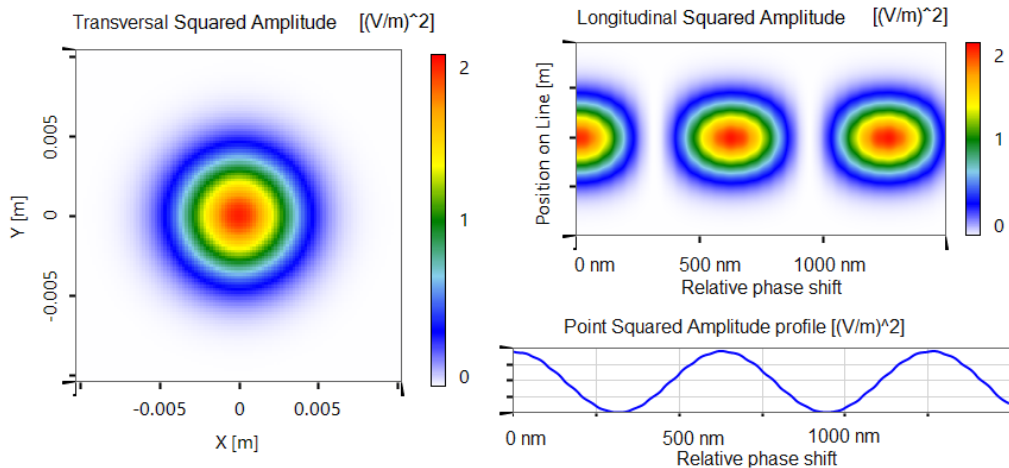 Transversal Squared Amplitude [(V/m)^2]
2
1
0
Y [m]
0.005
0
-0.005
-0.005 0 0.005
X [m]
Longitudinal Squared Amplitude [(V/m)^2]
2
1
0
Position on Line [m]
0 nm 500 nm 1000 nm
Relative phase shift
Point Squared Amplitude profile [(V/m)^2]
0 nm 500 nm 1000 nm
Relative phase shift